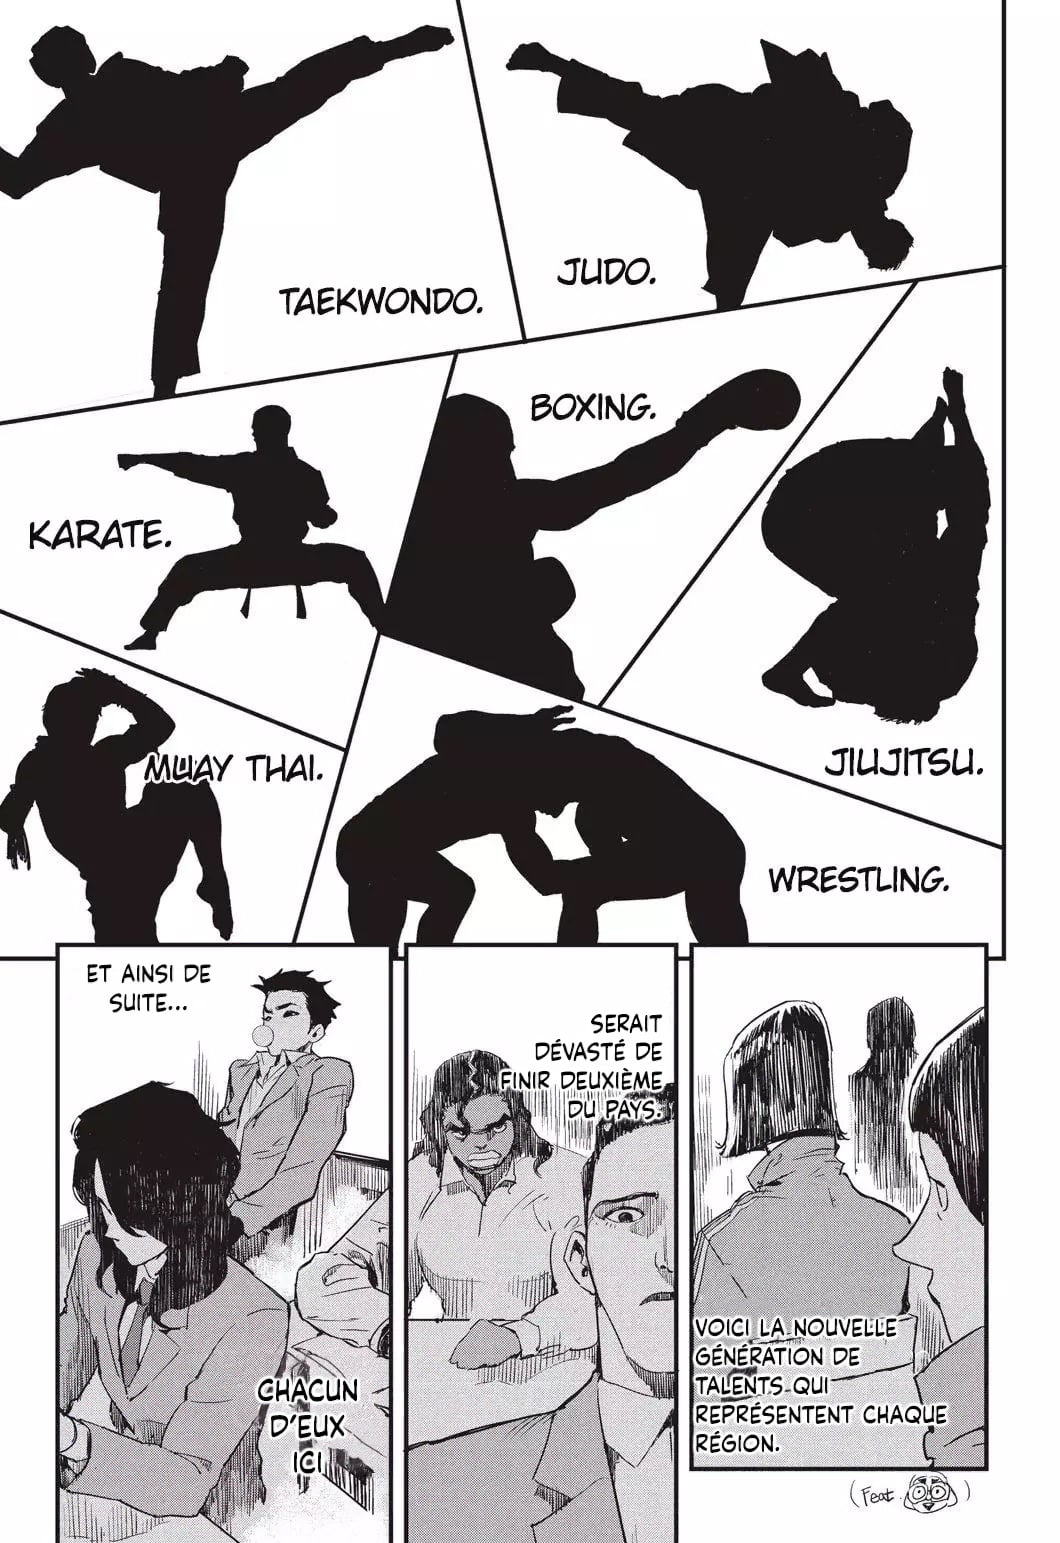 TAEKWONDO.
JUDO.
KARATE.
BOXING.
JIUJITSU.
MUAY THAI.
WRESTLING.
ET AINSI DE
SUITE...
CHACUN
D'EUX
ICI
SERAIT
DÉVASTÉ DE
FINIR DEUXIÈME
DU PAYS.
VOICI LA NOUVELLE
GÉNÉRATION DE
TALENTS QUI
REPRÉSENTENT CHAQUE
RÉGION.
(Feat. )